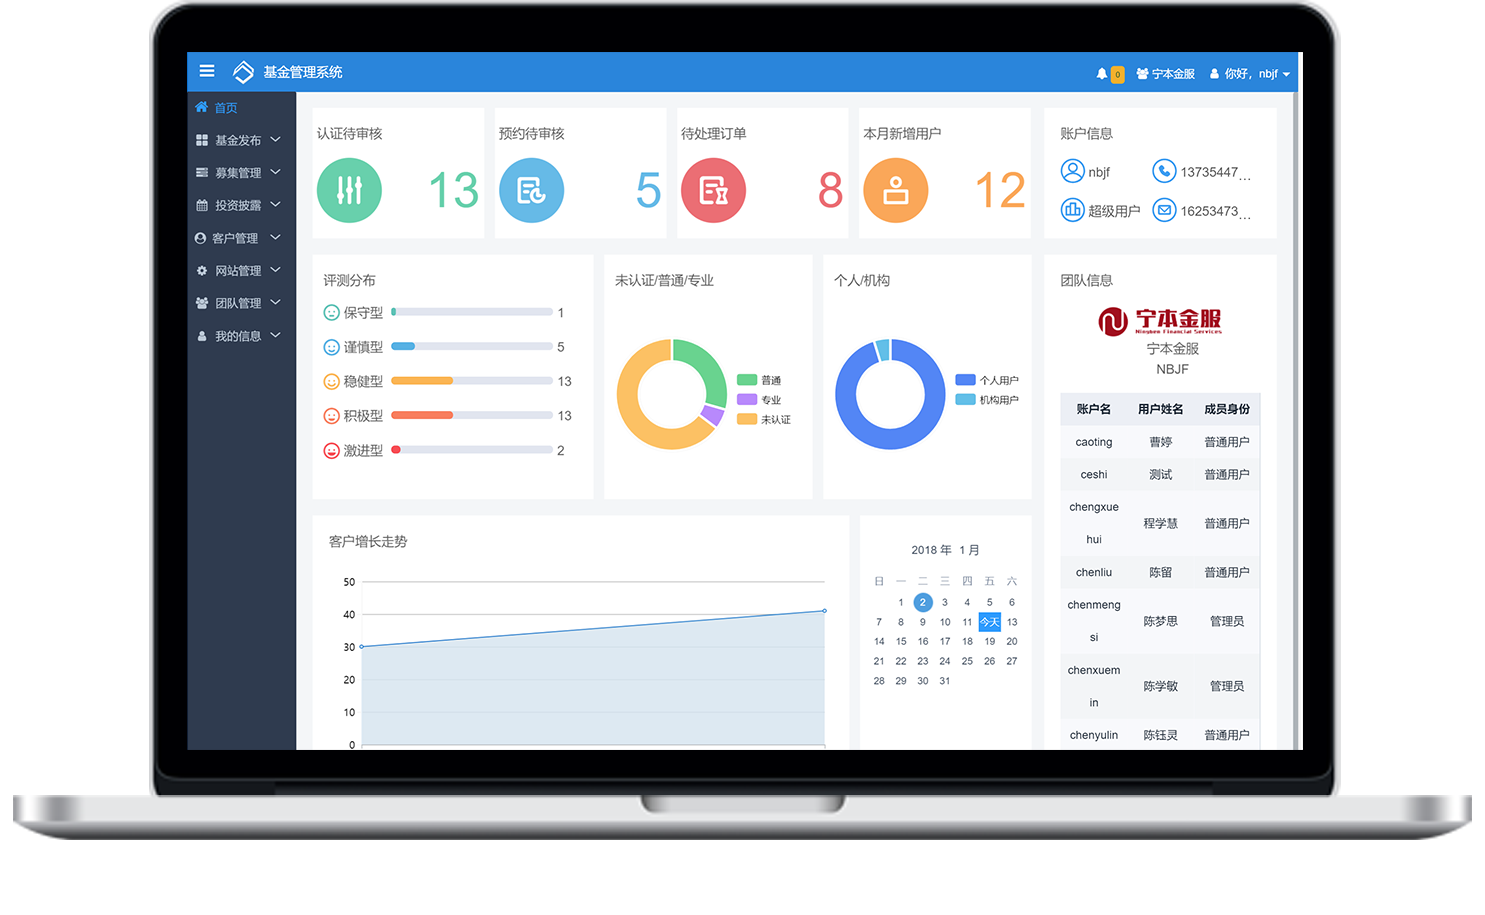 基金管理系统
0
宁本金服
你好，nbjf
首页
基金发布
募集管理
投资披露
客户管理
网站管理
团队管理
我的信息
认证待审核
13
预约待审核
5
待处理订单
8
本月新增用户
12
账户信息
nbjf
13735447...
超级用户
16253473...
评测分布
保守型 1
谨慎型 5
稳健型 13
积极型 13
激进型 2
未认证/普通/专业
普通
专业
未认证
个人/机构
个人用户
机构用户
团队信息
宁本金服
Ningben Financial Services
宁本金服
NBJF
账户名 用户姓名 成员身份
caoting 曹婷 普通用户
ceshi 测试 普通用户
chengxue
hui
程学慧 普通用户
chenliu 陈留 普通用户
chenmeng
si
陈梦思 管理员
chenxuem
in
陈学敏 管理员
chenyulin 陈钰灵 普通用户
客户增长走势
50
40
30
20
10
0
2018 年 1 月
日 一 二 三 四 五 六
1 2 3 4 5 6
7 8 9 10 11 今天 13
14 15 16 17 18 19 20
21 22 23 24 25 26 27
28 29 30 31